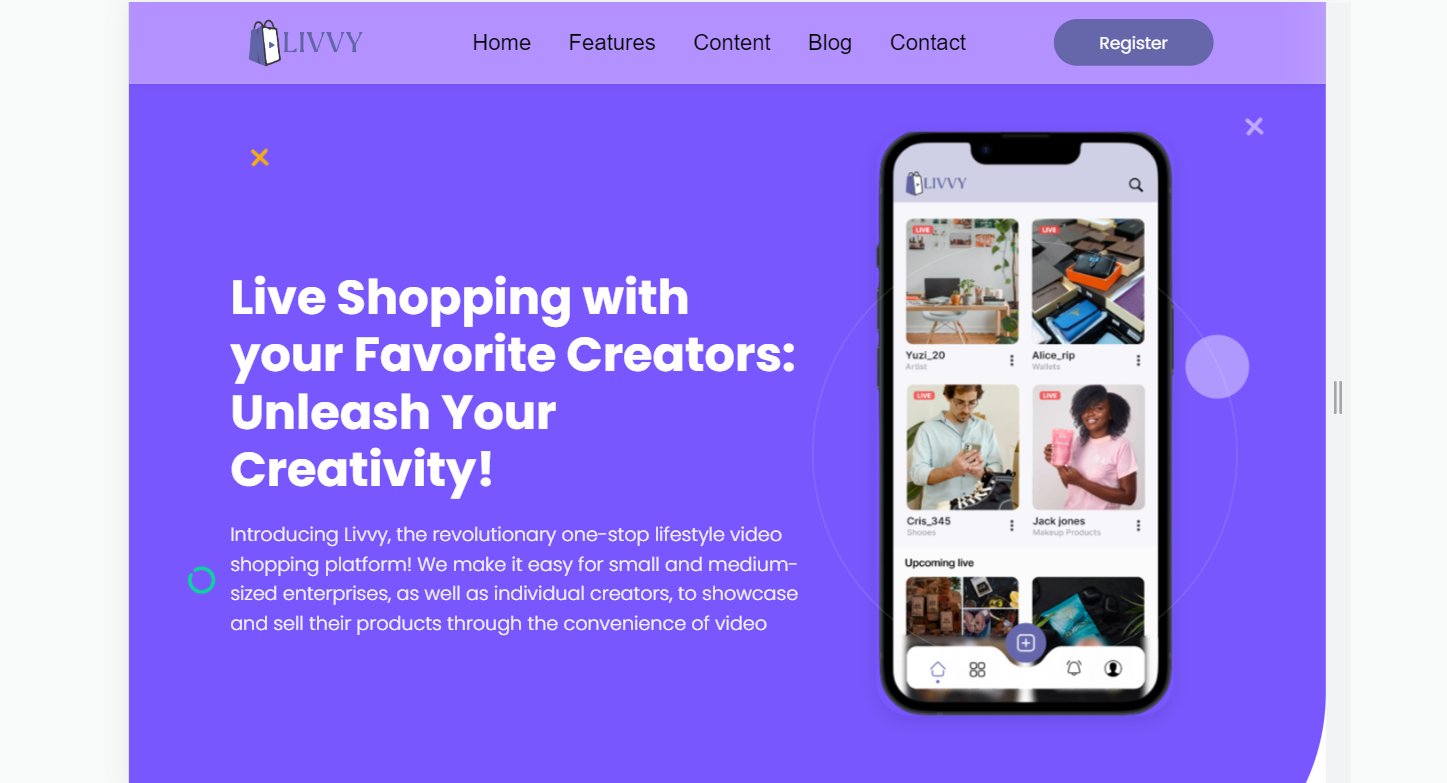 LIVVY
Home
Features
Content
Blog
Contact
Register
Live Shopping with
your Favorite Creators:
Unleash Your
Creativity!
Introducing Livvy, the revolutionary one-stop lifestyle video
shopping platform! We make it easy for small and medium-
sized enterprises, as well as individual creators, to showcase
and sell their products through the convenience of video
LIVVY
LIVE
LIVE
Yuzi_20
Alice_rip
Artist
Wallets
LIVE
LIVE
Cris_345
Jack jones
Shooes
Makeup Products
Upcoming live